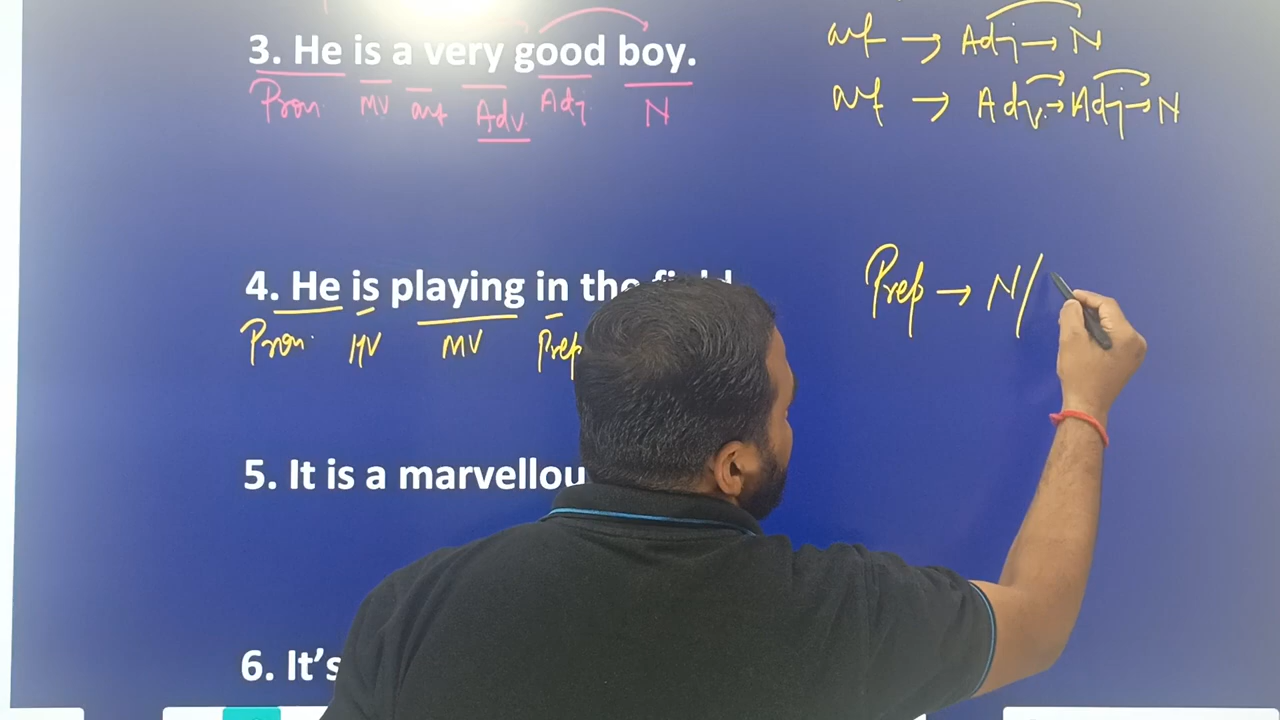 3. He is a very good boy.
Pron. MV art Adv Adj. N
art → Adj → N
art → Adv. → Adj → N
4. He is playing in the field
Pron. HV MV Prep
Prep → N/
5. It is a marvellou
6. It's